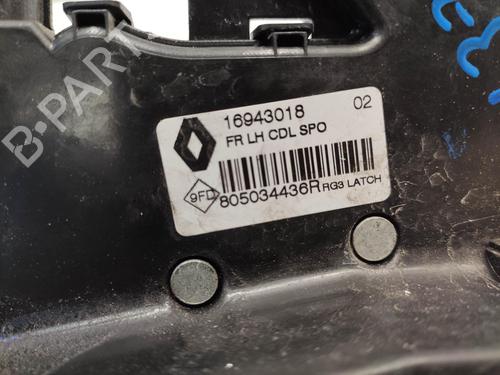 16943018 02
FR LH CDL SPO
9FD 805034436R RG3 LATCH
B-PARTS